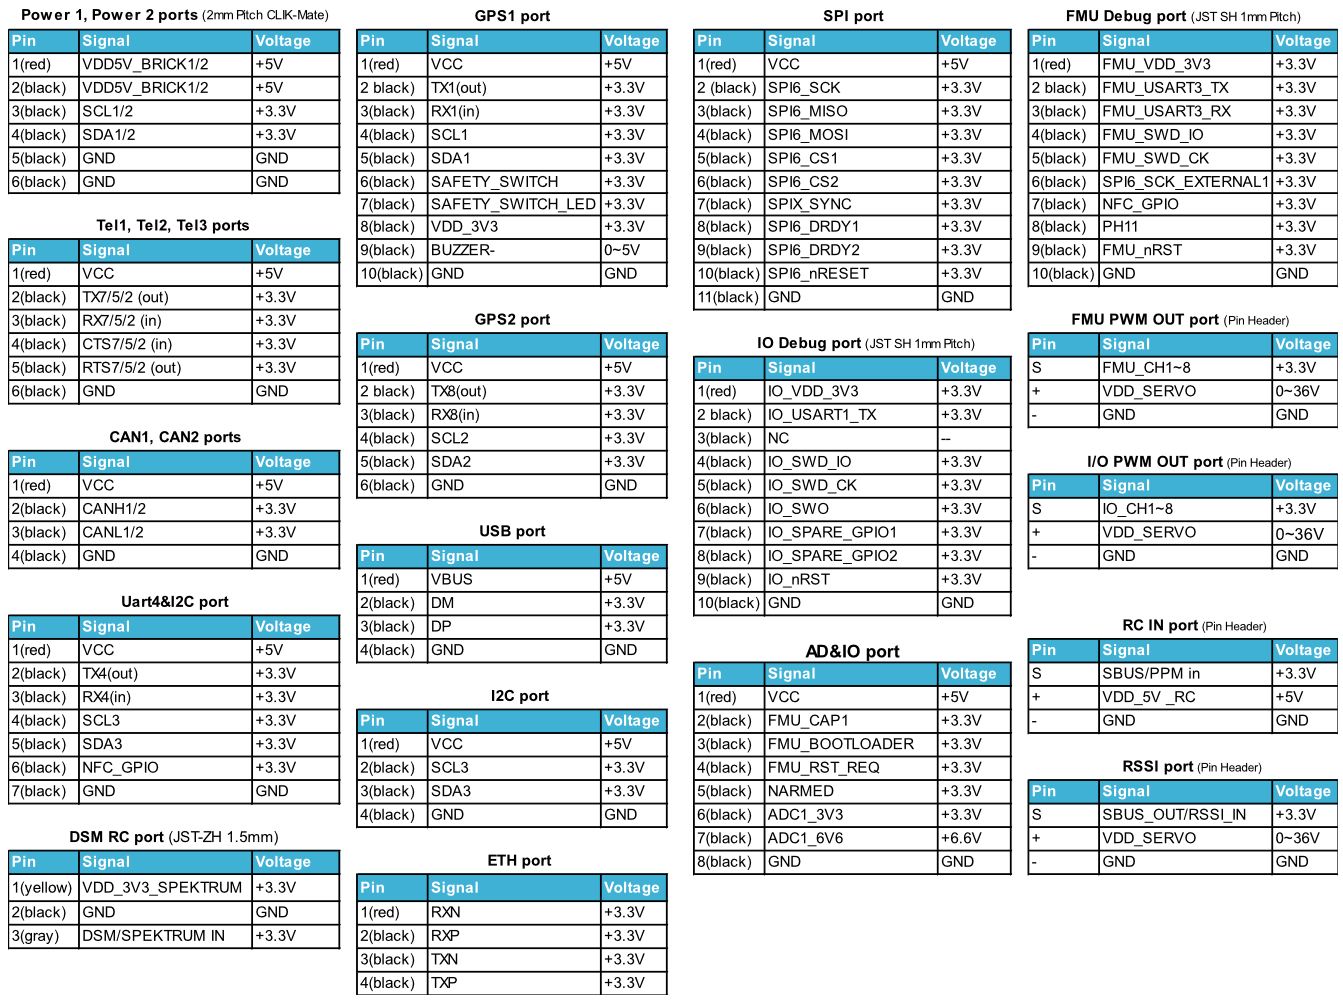 Power 1, Power 2 ports (2mm Pitch CLIK-Mate)
Pin Signal Voltage
1(red) VDD5V_BRICK1/2 +5V
2(black) VDD5V_BRICK1/2 +5V
3(black) SCL1/2 +3.3V
4(black) SDA1/2 +3.3V
5(black) GND GND
6(black) GND GND
Tel1, Tel2, Tel3 ports
Pin Signal Voltage
1(red) VCC +5V
2(black) TX7/5/2 (out) +3.3V
3(black) RX7/5/2 (in) +3.3V
4(black) CTS7/5/2 (in) +3.3V
5(black) RTS7/5/2 (out) +3.3V
6(black) GND GND
CAN1, CAN2 ports
Pin Signal Voltage
1(red) VCC +5V
2(black) CANH1/2 +3.3V
3(black) CANL1/2 +3.3V
4(black) GND GND
Uart4&I2C port
Pin Signal Voltage
1(red) VCC +5V
2(black) TX4(out) +3.3V
3(black) RX4(in) +3.3V
4(black) SCL3 +3.3V
5(black) SDA3 +3.3V
6(black) NFC_GPIO +3.3V
7(black) GND GND
DSM RC port (JST-ZH 1.5mm)
Pin Signal Voltage
1(yellow) VDD_3V3_SPEKTRUM +3.3V
2(black) GND GND
3(gray) DSM/SPEKTRUM IN +3.3V
GPS1 port
Pin Signal Voltage
1(red) VCC +5V
2 black) TX1(out) +3.3V
3(black) RX1(in) +3.3V
4(black) SCL1 +3.3V
5(black) SDA1 +3.3V
6(black) SAFETY_SWITCH +3.3V
7(black) SAFETY_SWITCH_LED +3.3V
8(black) VDD_3V3 +3.3V
9(black) BUZZER- 0~5V
10(black) GND GND
GPS2 port
Pin Signal Voltage
1(red) VCC +5V
2 black) TX8(out) +3.3V
3(black) RX8(in) +3.3V
4(black) SCL2 +3.3V
5(black) SDA2 +3.3V
6(black) GND GND
USB port
Pin Signal Voltage
1(red) VBUS +5V
2(black) DM +3.3V
3(black) DP +3.3V
4(black) GND GND
I2C port
Pin Signal Voltage
1(red) VCC +5V
2(black) SCL3 +3.3V
3(black) SDA3 +3.3V
4(black) GND GND
ETH port
Pin Signal Voltage
1(red) RXN +3.3V
2(black) RXP +3.3V
3(black) TXN +3.3V
4(black) TXP +3.3V
SPI port
Pin Signal Voltage
1(red) VCC +5V
2 (black) SPI6_SCK +3.3V
3(black) SPI6_MISO +3.3V
4(black) SPI6_MOSI +3.3V
5(black) SPI6_CS1 +3.3V
6(black) SPI6_CS2 +3.3V
7(black) SPIX_SYNC +3.3V
8(black) SPI6_DRDY1 +3.3V
9(black) SPI6_DRDY2 +3.3V
10(black) SPI6_nRESET +3.3V
11(black) GND GND
IO Debug port (JST SH 1mm Pitch)
Pin Signal Voltage
1(red) IO_VDD_3V3 +3.3V
2 black) IO_USART1_TX +3.3V
3(black) NC --
4(black) IO_SWD_IO +3.3V
5(black) IO_SWD_CK +3.3V
6(black) IO_SWO +3.3V
7(black) IO_SPARE_GPIO1 +3.3V
8(black) IO_SPARE_GPIO2 +3.3V
9(black) IO_nRST +3.3V
10(black) GND GND
AD&IO port
Pin Signal Voltage
1(red) VCC +5V
2(black) FMU_CAP1 +3.3V
3(black) FMU_BOOTLOADER +3.3V
4(black) FMU_RST_REQ +3.3V
5(black) NARMED +3.3V
6(black) ADC1_3V3 +3.3V
7(black) ADC1_6V6 +6.6V
8(black) GND GND
FMU Debug port (JST SH 1mm Pitch)
Pin Signal Voltage
1(red) FMU_VDD_3V3 +3.3V
2 black) FMU_USART3_TX +3.3V
3(black) FMU_USART3_RX +3.3V
4(black) FMU_SWD_IO +3.3V
5(black) FMU_SWD_CK +3.3V
6(black) SPI6_SCK_EXTERNAL1 +3.3V
7(black) NFC_GPIO +3.3V
8(black) PH11 +3.3V
9(black) FMU_nRST +3.3V
10(black) GND GND
FMU PWM OUT port (Pin Header)
Pin Signal Voltage
S FMU_CH1~8 +3.3V
+ VDD_SERVO 0~36V
- GND GND
I/O PWM OUT port (Pin Header)
Pin Signal Voltage
S IO_CH1~8 +3.3V
+ VDD_SERVO 0~36V
- GND GND
RC IN port (Pin Header)
Pin Signal Voltage
S SBUS/PPM in +3.3V
+ VDD_5V _RC +5V
- GND GND
RSSI port (Pin Header)
Pin Signal Voltage
S SBUS_OUT/RSSI_IN +3.3V
+ VDD_SERVO 0~36V
- GND GND